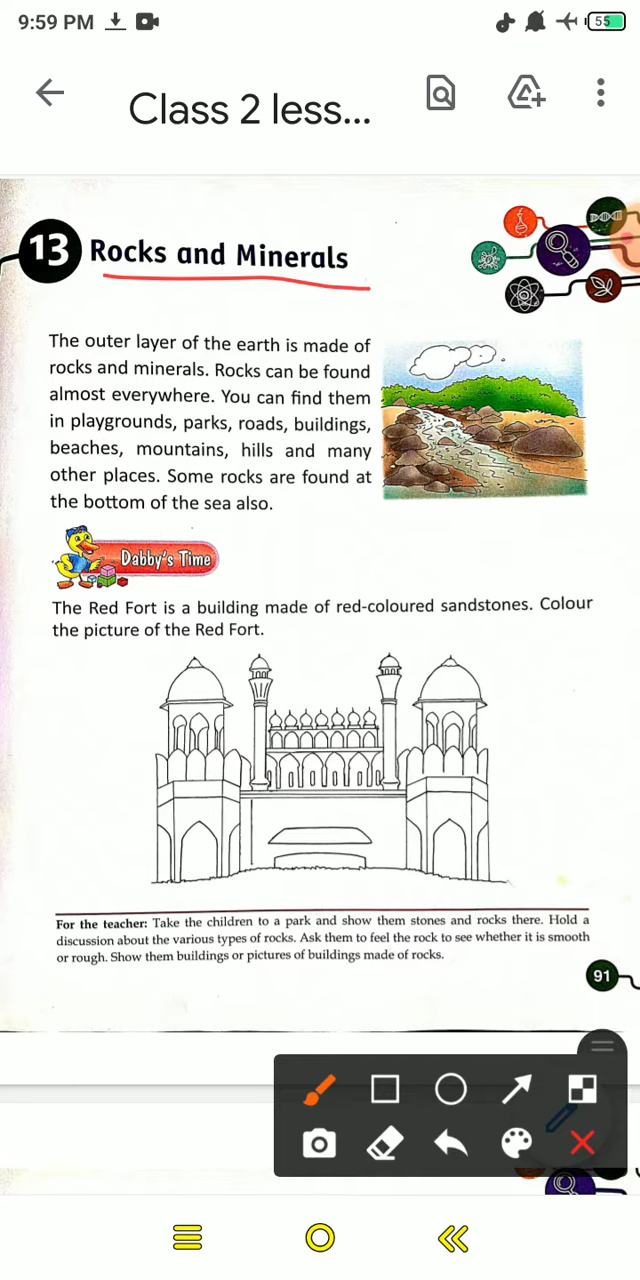 9:59 PM
55
Class 2 less...
13 Rocks and Minerals
The outer layer of the earth is made of
rocks and minerals. Rocks can be found
almost everywhere. You can find them
in playgrounds, parks, roads, buildings,
beaches, mountains, hills and many
other places. Some rocks are found at
the bottom of the sea also.
Dabby's Time
The Red Fort is a building made of red-coloured sandstones. Colour
the picture of the Red Fort.
For the teacher: Take the children to a park and show them stones and rocks there. Hold a
discussion about the various types of rocks. Ask them to feel the rock to see whether it is smooth
or rough. Show them buildings or pictures of buildings made of rocks.
91